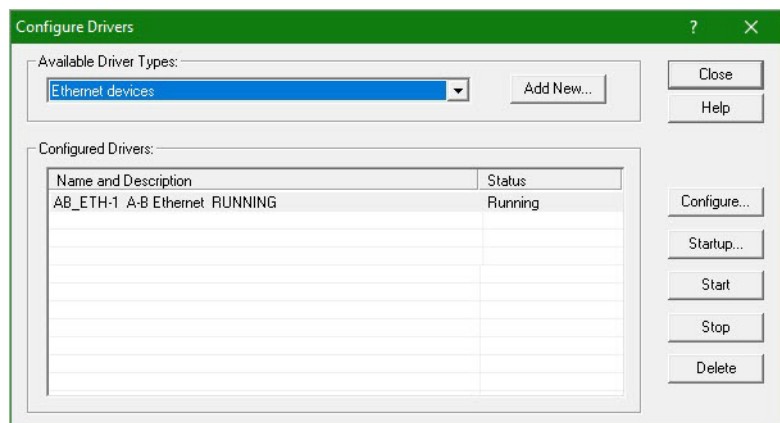 Configure Drivers
? ×
Available Driver Types:
Ethernet devices
Add New...
Close
Help
Configured Drivers:
Name and Description Status
AB_ETH-1 A-B Ethernet RUNNING Running
Configure...
Startup...
Start
Stop
Delete